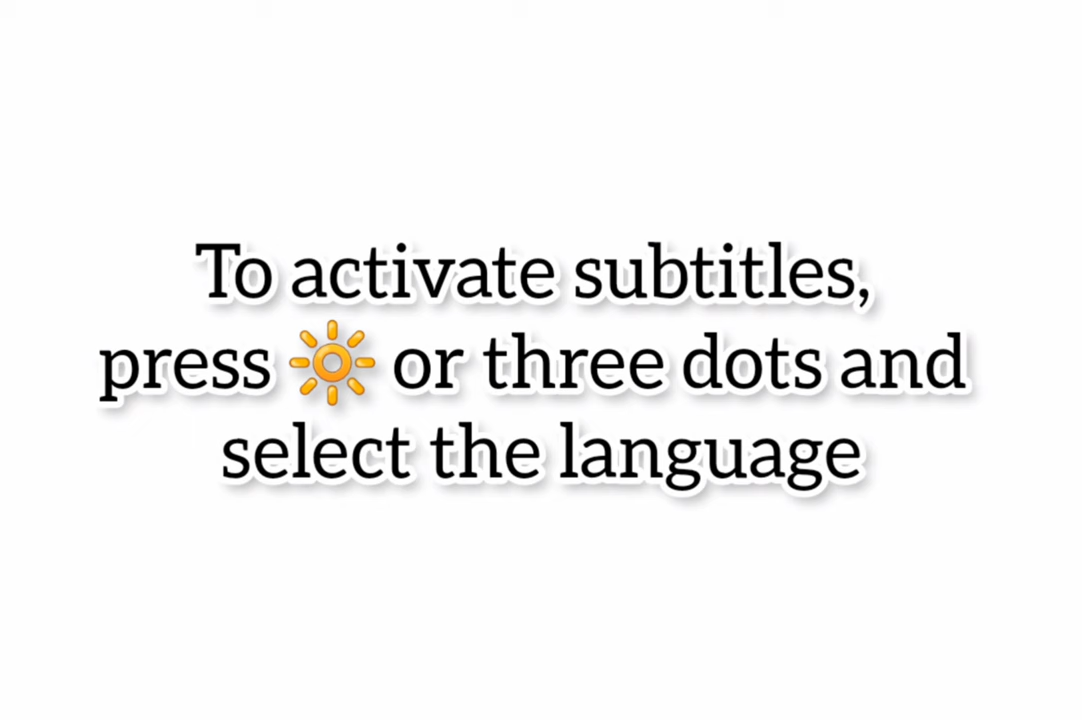 To activate subtitles,
press 🔆 or three dots and
select the language